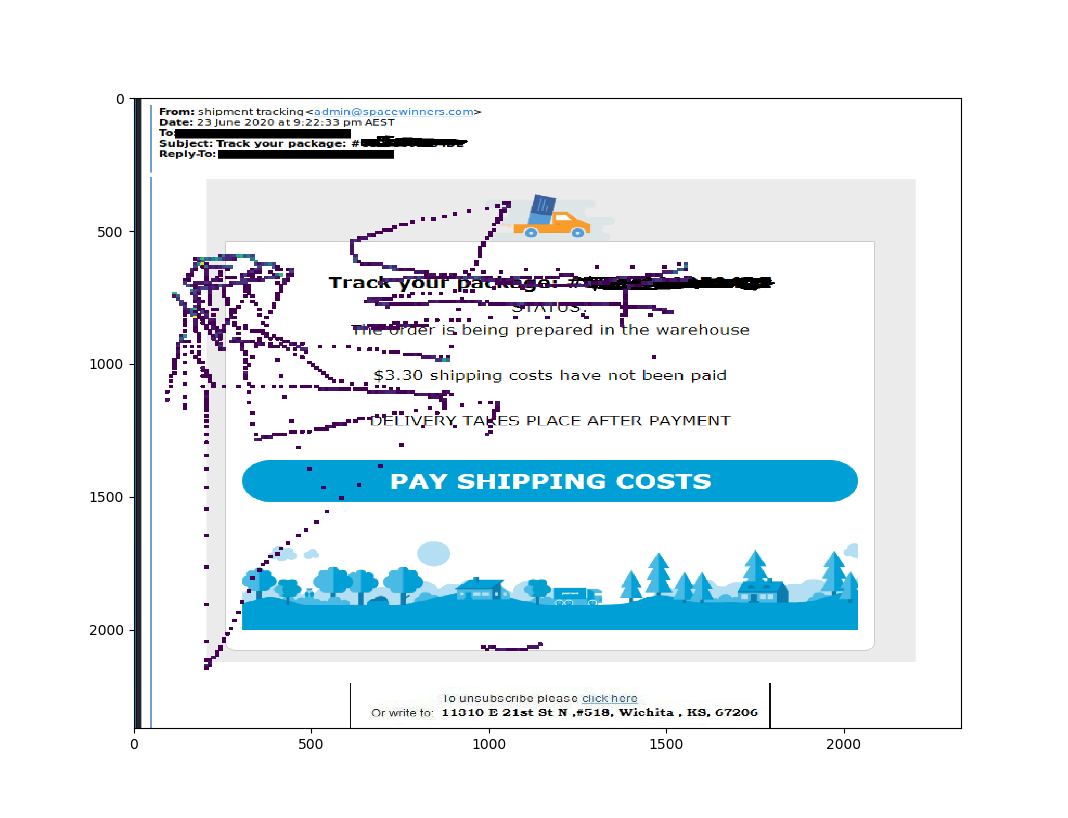 0
From: shipment tracking<admin@spacewinners.com>
Date: 23 June 2020 at 9:22:33 pm AEST
To:
Subject: Track your package: #
Reply-To:
500
Track your package: #
STATUS:
The order is being prepared in the warehouse
1000
$3.30 shipping costs have not been paid
DELIVERY TAKES PLACE AFTER PAYMENT
1500
PAY SHIPPING COSTS
2000
To unsubscribe please click here
Or write to: 11310 E 21st St N ,#518, Wichita , KS, 67206
0 500 1000 1500 2000